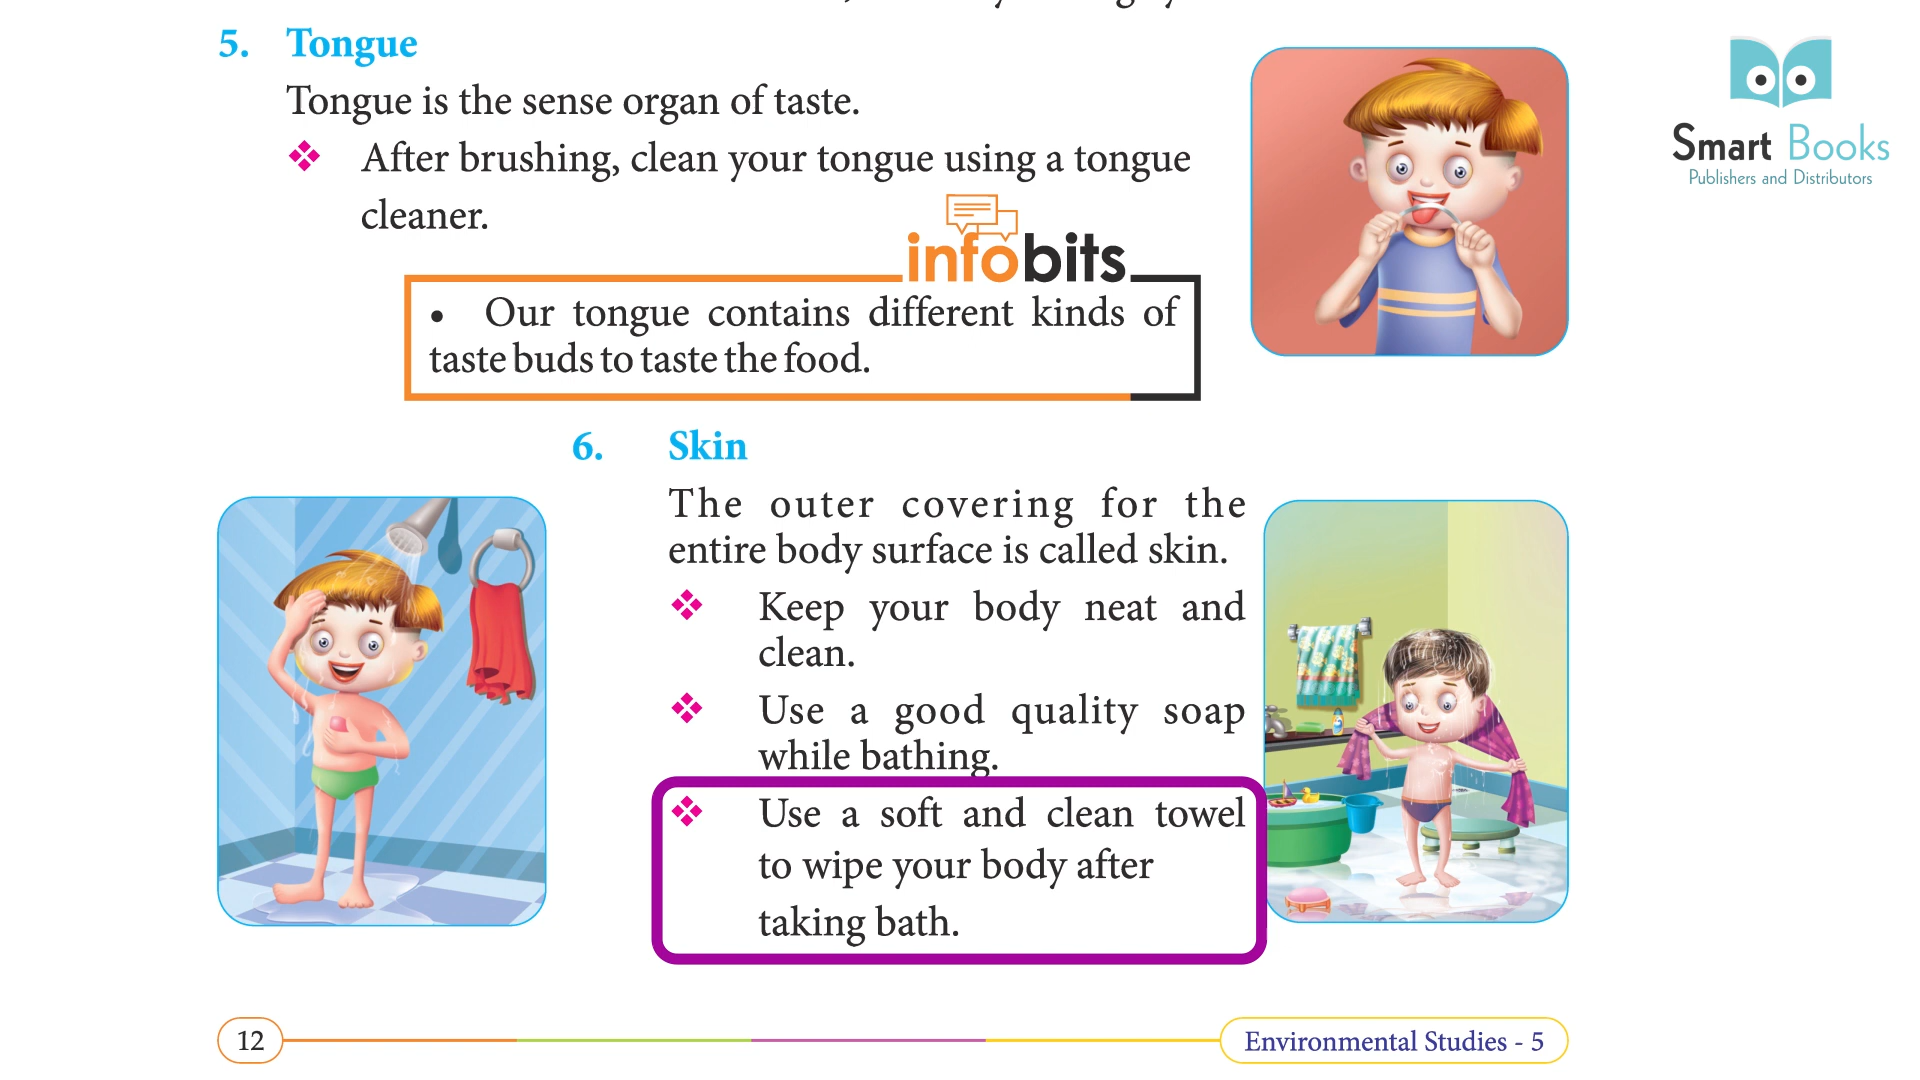 5. Tongue
Tongue is the sense organ of taste.
❖ After brushing, clean your tongue using a tongue
cleaner.
infobits
• Our tongue contains different kinds of
taste buds to taste the food.
6. Skin
The outer covering for the
entire body surface is called skin.
❖ Keep your body neat and
clean.
❖ Use a good quality soap
while bathing.
❖ Use a soft and clean towel
to wipe your body after
taking bath.
12
Environmental Studies - 5
Smart Books
Publishers and Distributors